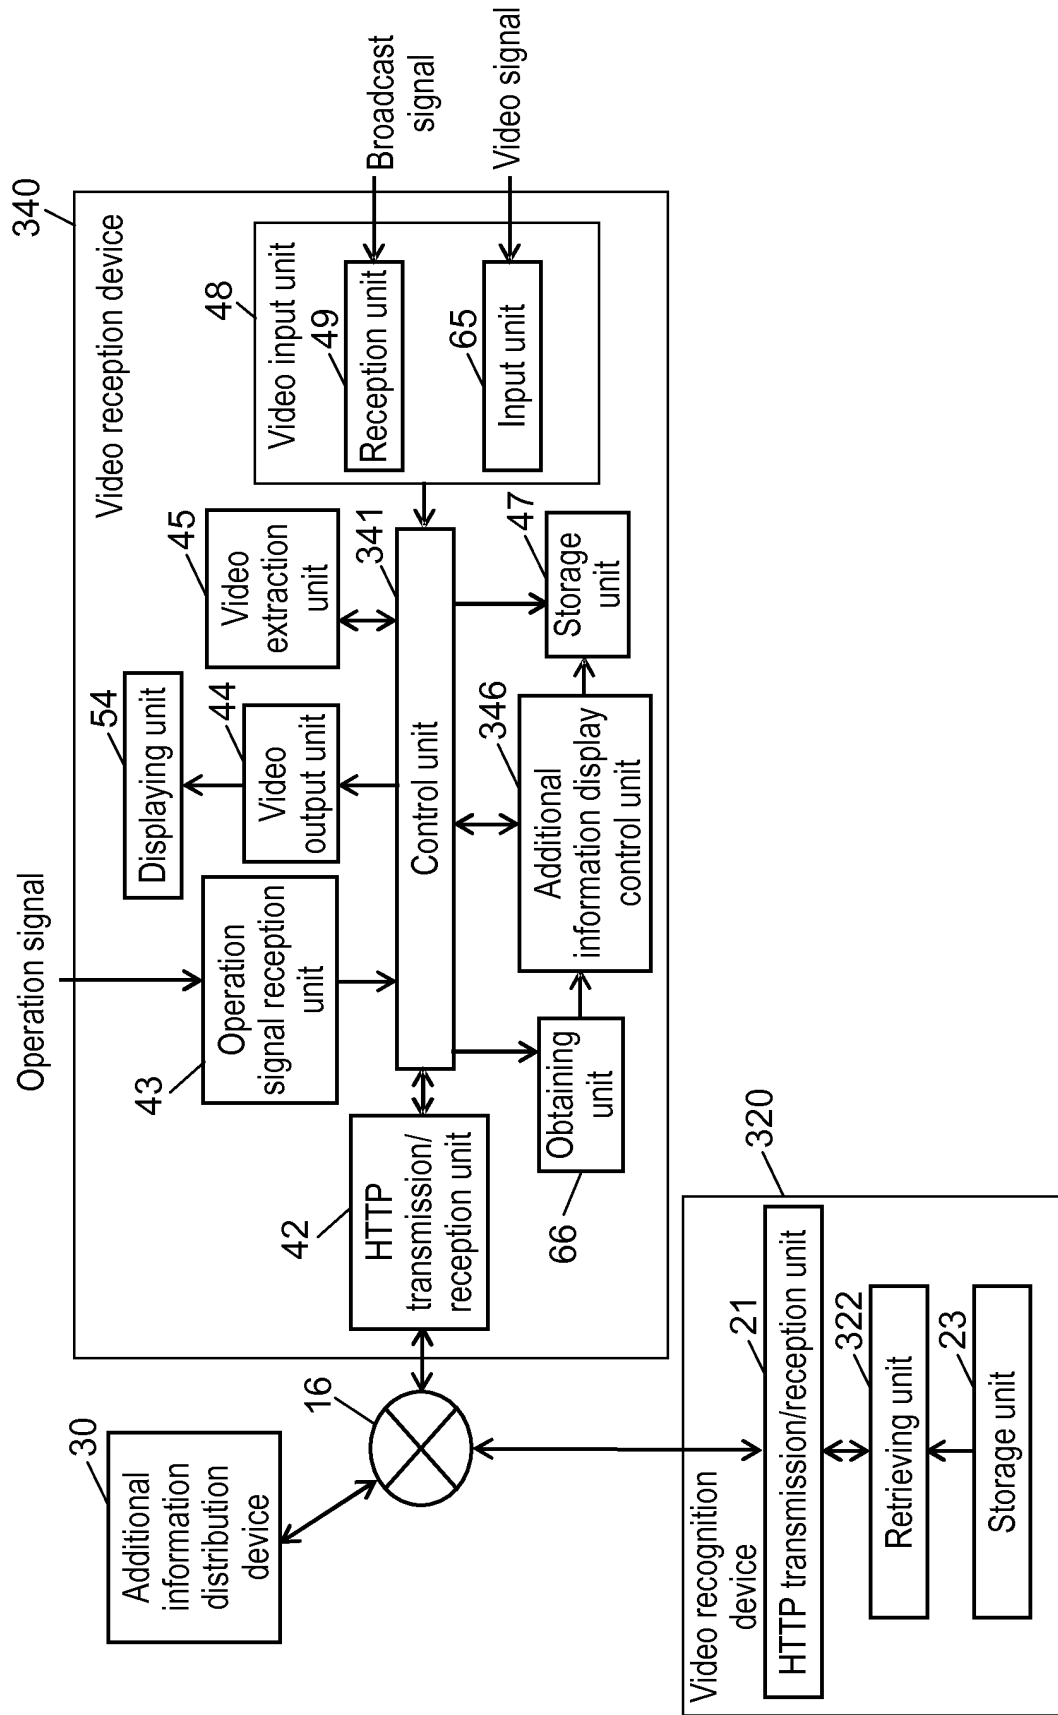 30
Additional
information
distribution
device
16
340
Video reception device
Operation signal
43
Operation
signal reception
unit
54
Displaying unit
44
Video
output unit
45
Video
extraction
unit
48
Video input unit
49
Reception unit
65
Input unit
Broadcast
signal
Video signal
42
HTTP
transmission/
reception unit
341
Control unit
66
Obtaining
unit
346
Additional
information display
control unit
47
Storage
unit
320
Video recognition
device
21
HTTP transmission/reception unit
322
Retrieving unit
23
Storage unit